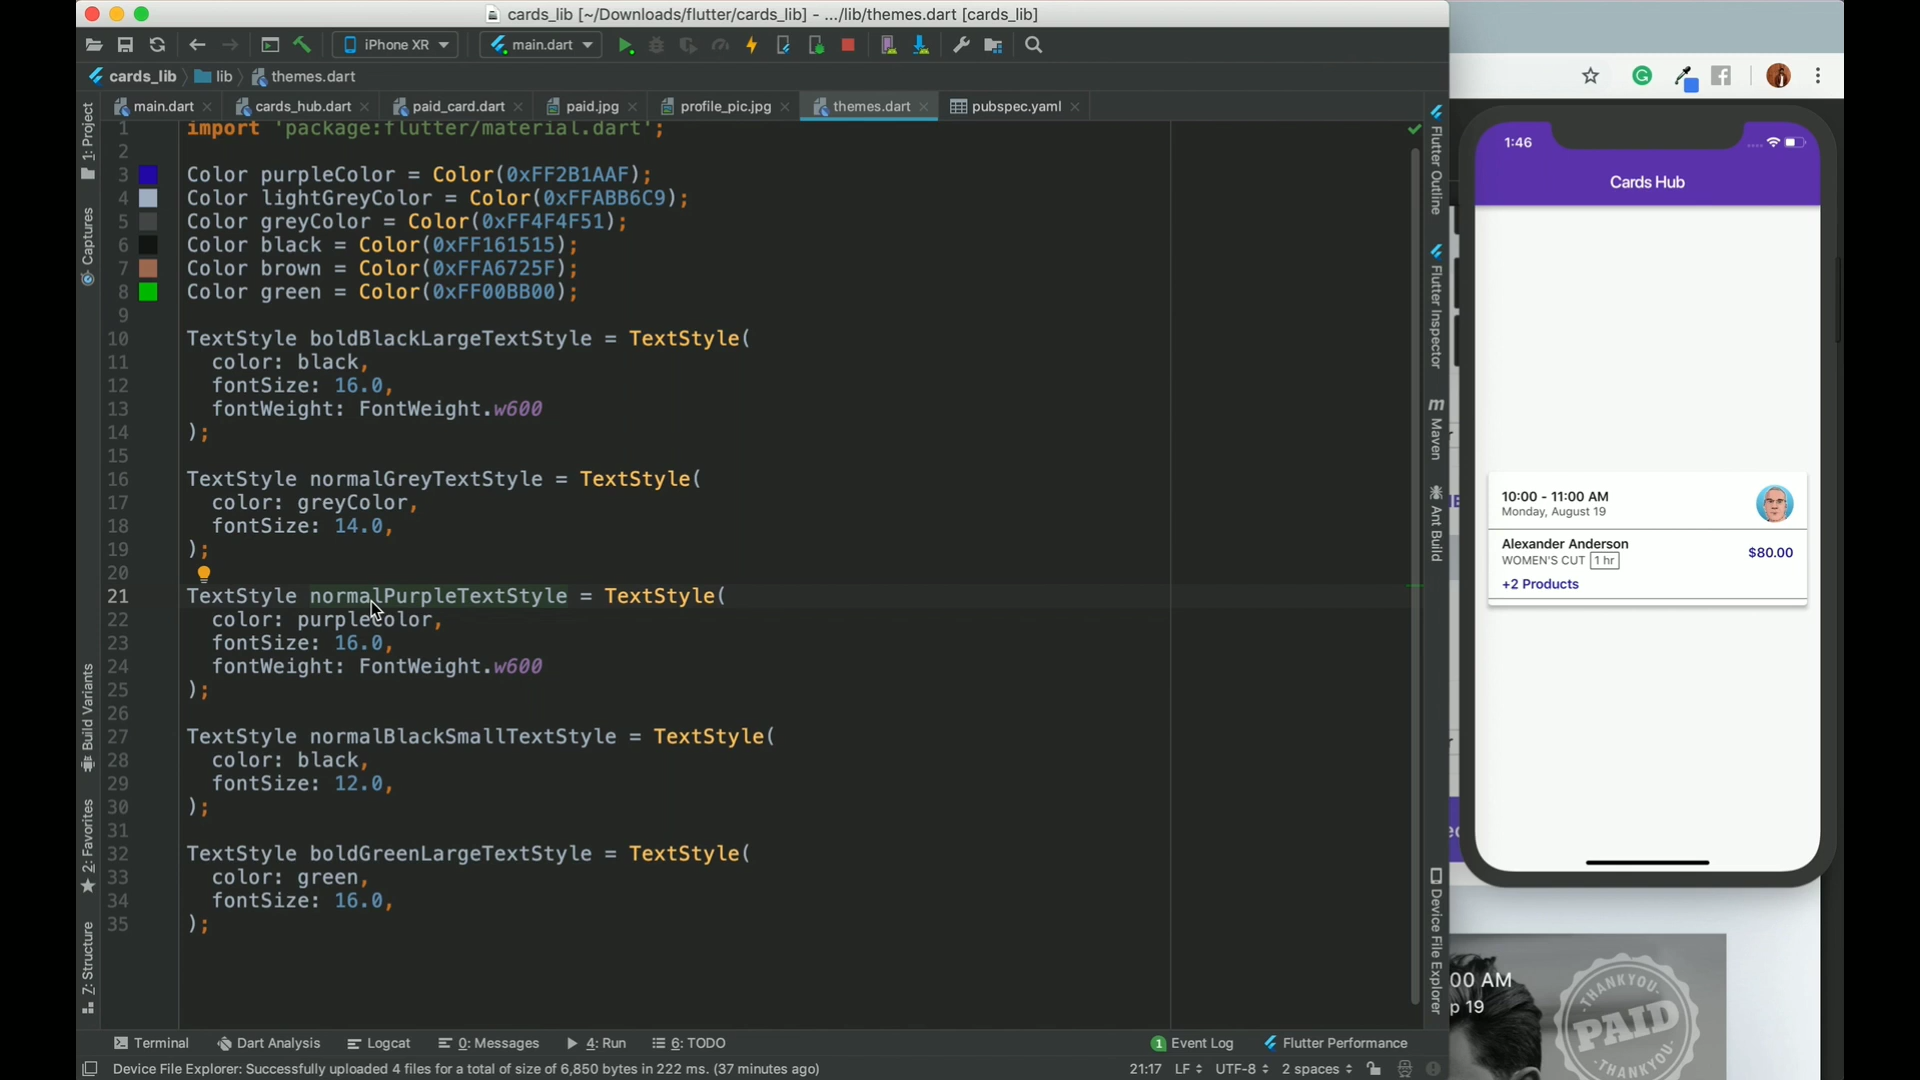 cards_lib [~/Downloads/flutter/cards_lib] - .../lib/themes.dart [cards_lib]
iPhone XR
main.dart
cards_lib
lib
themes.dart
main.dart
cards_hub.dart
paid_card.dart
paid.jpg
profile_pic.jpg
themes.dart
pubspec.yaml
1: Project
Captures
Build Variants
2: Favorites
7: Structure
1 import 'package:flutter/material.dart';
2
3 Color purpleColor = Color(0xFF2B1AAF);
4 Color lightGreyColor = Color(0xFFABB6C9);
5 Color greyColor = Color(0xFF4F4F51);
6 Color black = Color(0xFF161515);
7 Color brown = Color(0xFFA6725F);
8 Color green = Color(0xFF00BB00);
9
10 TextStyle boldBlackLargeTextStyle = TextStyle(
11 color: black,
12 fontSize: 16.0,
13 fontWeight: FontWeight.w600
14 );
15
16 TextStyle normalGreyTextStyle = TextStyle(
17 color: greyColor,
18 fontSize: 14.0,
19 );
20
21 TextStyle normalPurpleTextStyle = TextStyle(
22 color: purpleColor,
23 fontSize: 16.0,
24 fontWeight: FontWeight.w600
25 );
26
27 TextStyle normalBlackSmallTextStyle = TextStyle(
28 color: black,
29 fontSize: 12.0,
30 );
31
32 TextStyle boldGreenLargeTextStyle = TextStyle(
33 color: green,
34 fontSize: 16.0,
35 );
Flutter Outline
Flutter Inspector
m Maven
Ant Build
Device File Explorer
Terminal
Dart Analysis
Logcat
0: Messages
4: Run
6: TODO
1 Event Log
Flutter Performance
Device File Explorer: Successfully uploaded 4 files for a total of size of 6,850 bytes in 222 ms. (37 minutes ago)
21:17
LF
UTF-8
2 spaces
1:46
Cards Hub
10:00 - 11:00 AM
Monday, August 19
Alexander Anderson
$80.00
WOMEN'S CUT 1 hr
+2 Products
00 AM
p 19
THANKYOU
PAID
THANKYOU